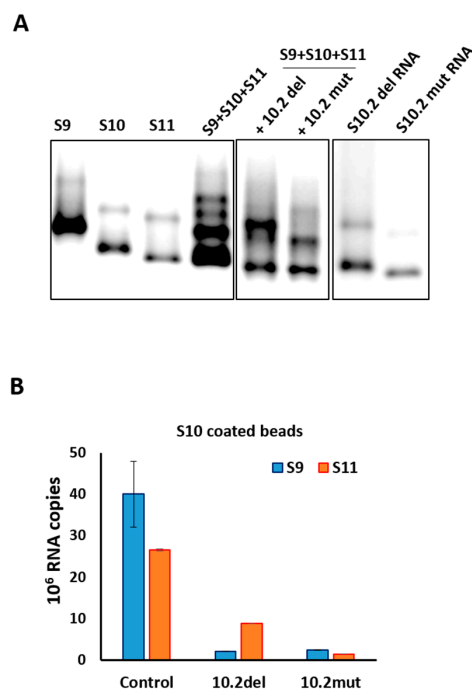 A
S9+S10+S11
S9
S10
S11
S9+S10+S11
+ 10.2 del
+ 10.2 mut
S10.2 del RNA
S10.2 mut RNA
B
S10 coated beads
S9
S11
10⁶ RNA copies
50
40
30
20
10
0
Control
10.2del
10.2mut